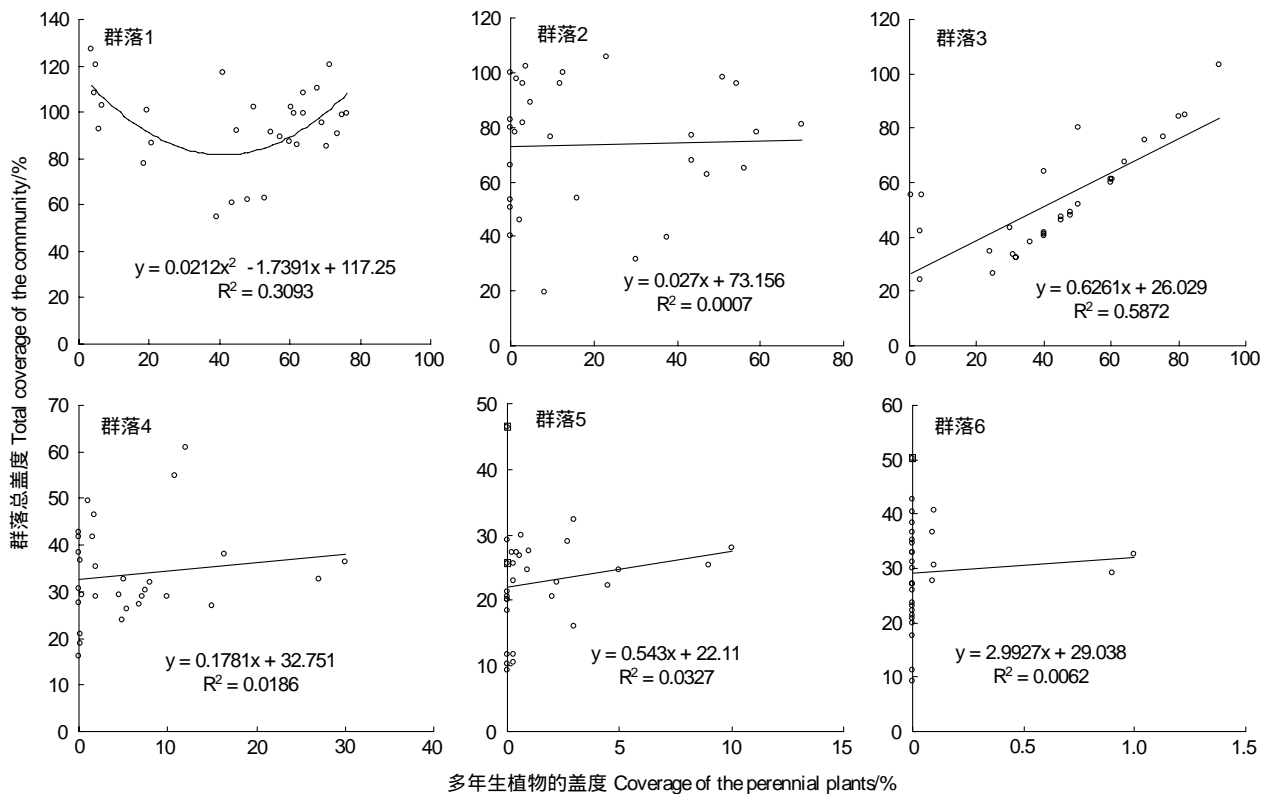 群落总盖度 Total coverage of the community/%
群落1
140
120
100
80
60
40
20
0
y = 0.0212x² -1.7391x + 117.25
R² = 0.3093
0 20 40 60 80 100
群落2
120
100
80
60
40
20
0
y = 0.027x + 73.156
R² = 0.0007
0 20 40 60 80
群落3
120
100
80
60
40
20
0
y = 0.6261x + 26.029
R² = 0.5872
0 20 40 60 80 100
群落4
70
60
50
40
30
20
10
0
y = 0.1781x + 32.751
R² = 0.0186
0 10 20 30 40
群落5
50
40
30
20
10
0
y = 0.543x + 22.11
R² = 0.0327
0 5 10 15
群落6
60
50
40
30
20
10
0
y = 2.9927x + 29.038
R² = 0.0062
0 0.5 1.0 1.5
多年生植物的盖度 Coverage of the perennial plants/%